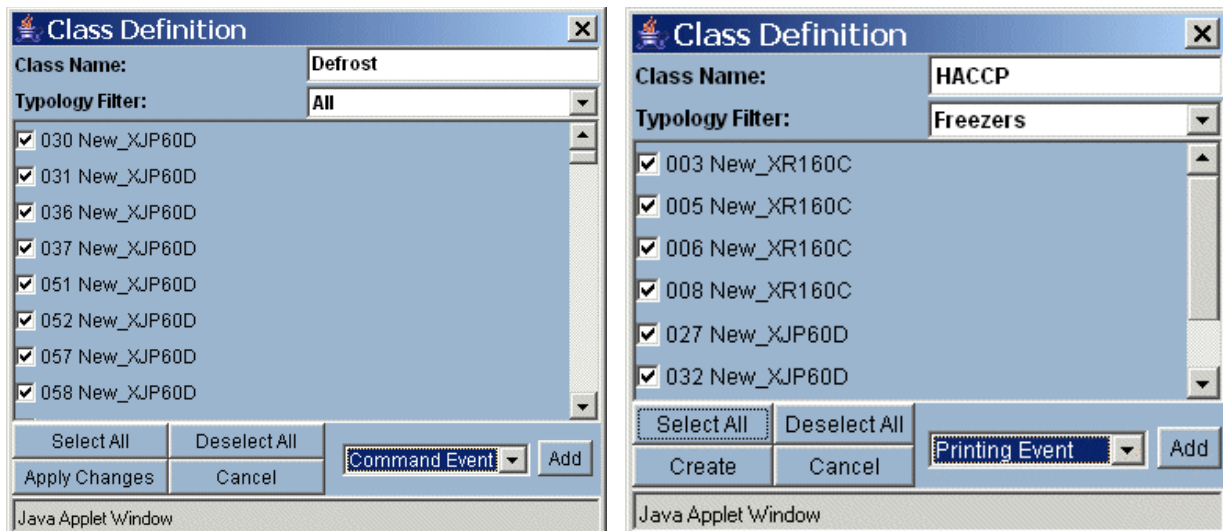 Class Definition
Class Name: Defrost
Typology Filter: All
030 New_XJP60D
031 New_XJP60D
036 New_XJP60D
037 New_XJP60D
051 New_XJP60D
052 New_XJP60D
057 New_XJP60D
058 New_XJP60D
Select All Deselect All Command Event Add
Apply Changes Cancel
Java Applet Window
Class Definition
Class Name: HACCP
Typology Filter: Freezers
003 New_XR160C
005 New_XR160C
006 New_XR160C
008 New_XR160C
027 New_XJP60D
032 New_XJP60D
Select All Deselect All Printing Event Add
Create Cancel
Java Applet Window